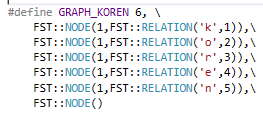 #define GRAPH_KOREN 6, \
FST::NODE(1,FST::RELATION('k',1)),\
FST::NODE(1,FST::RELATION('o',2)),\
FST::NODE(1,FST::RELATION('r',3)),\
FST::NODE(1,FST::RELATION('e',4)),\
FST::NODE(1,FST::RELATION('n',5)),\
FST::NODE()